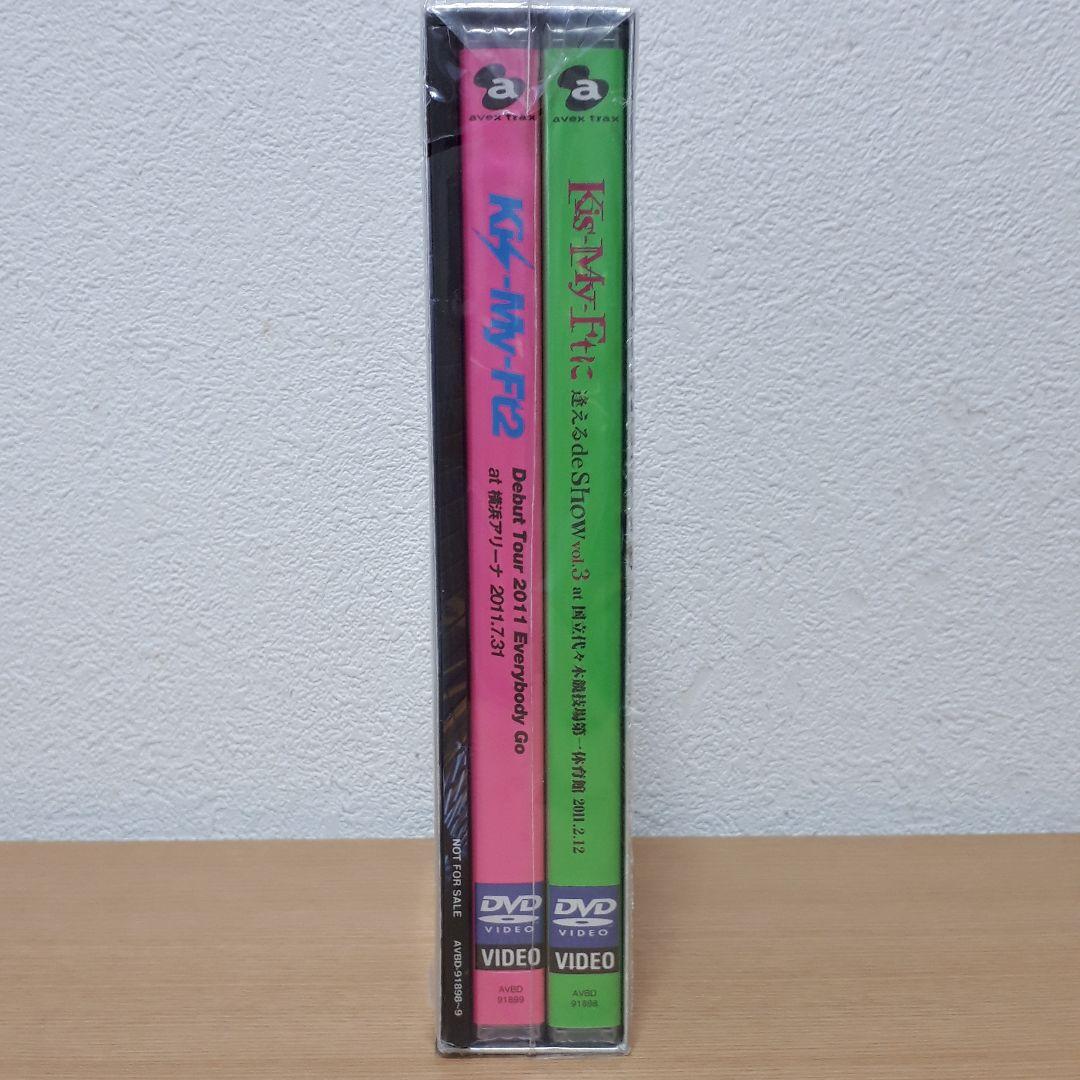 NOT FOR SALE AVBD-91898~9
a
avex trax
Kis-My-Ft2
Debut Tour 2011 Everybody Go
at 横浜アリーナ 2011.7.31
DVD
VIDEO
VIDEO
AVBD
91899
a
avex trax
Kis-My-Ftに 逢えるde Show vol.3 at 国立代々木競技場第一体育館 2011.2.12
DVD
VIDEO
VIDEO
AVBD
91898